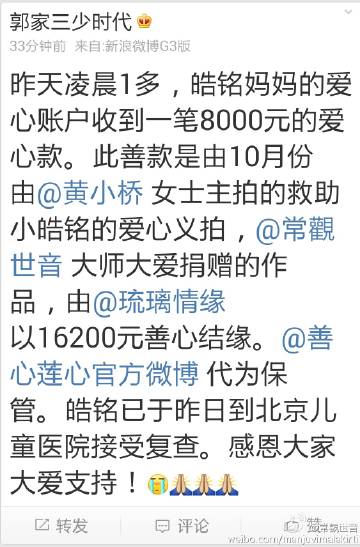 郭家三少时代
33分钟前 来自:新浪微博G3版
昨天凌晨1多，皓铭妈妈的爱
心账户收到一笔8000元的爱
心款。此善款是由10月份
由@黄小桥 女士主拍的救助
小皓铭的爱心义拍，@常觀
世音 大师大爱捐赠的作
品，由@琉璃情缘
以16200元善心结缘。@善
心莲心官方微博 代为保
管。皓铭已于昨日到北京儿
童医院接受复查。感恩大家
大爱支持！😭🙏🙏🙏
转发 评论 赞
weibo.com/manjuvimalakirti